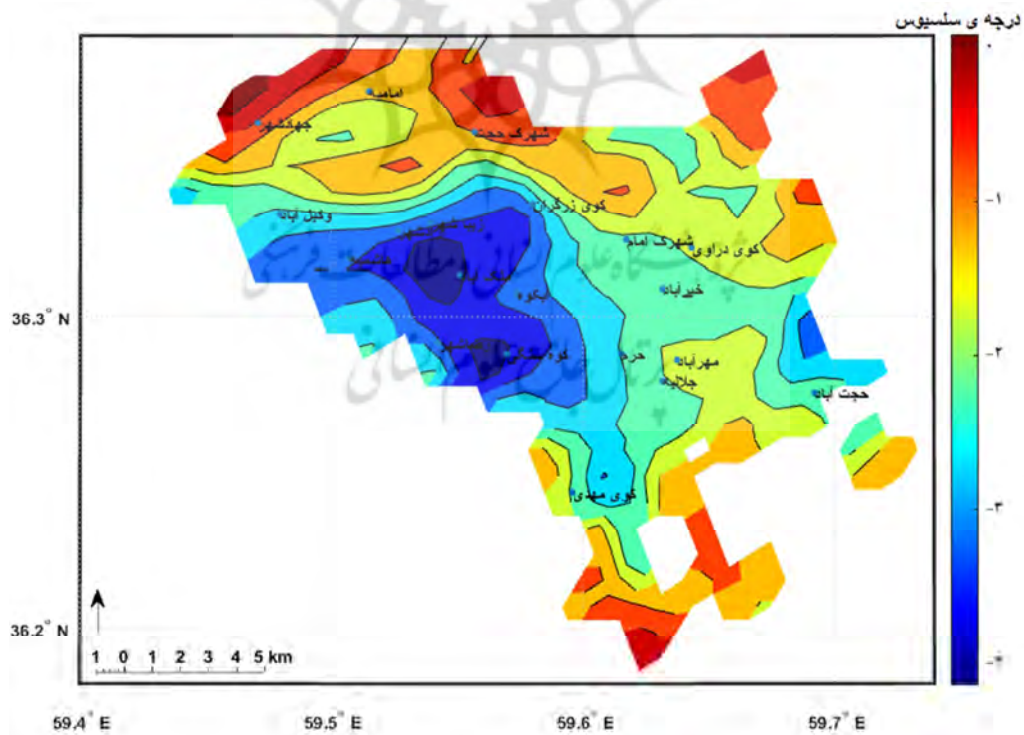 درجه ی سلسیوس
۰
امامیه
جهانشهر
شهرک حجت
-۱
کوی زرگران
وکیل آباد
شهرک امام
کوی دراوی
خیرآباد
آبکوه
36.3° N
-۲
حرم
مهرآباد
جلالیه
حجت آباد
کوی مهدی
-۳
36.2° N
1 0 1 2 3 4 5 km
-۴
59.4° E 59.5° E 59.6° E 59.7° E